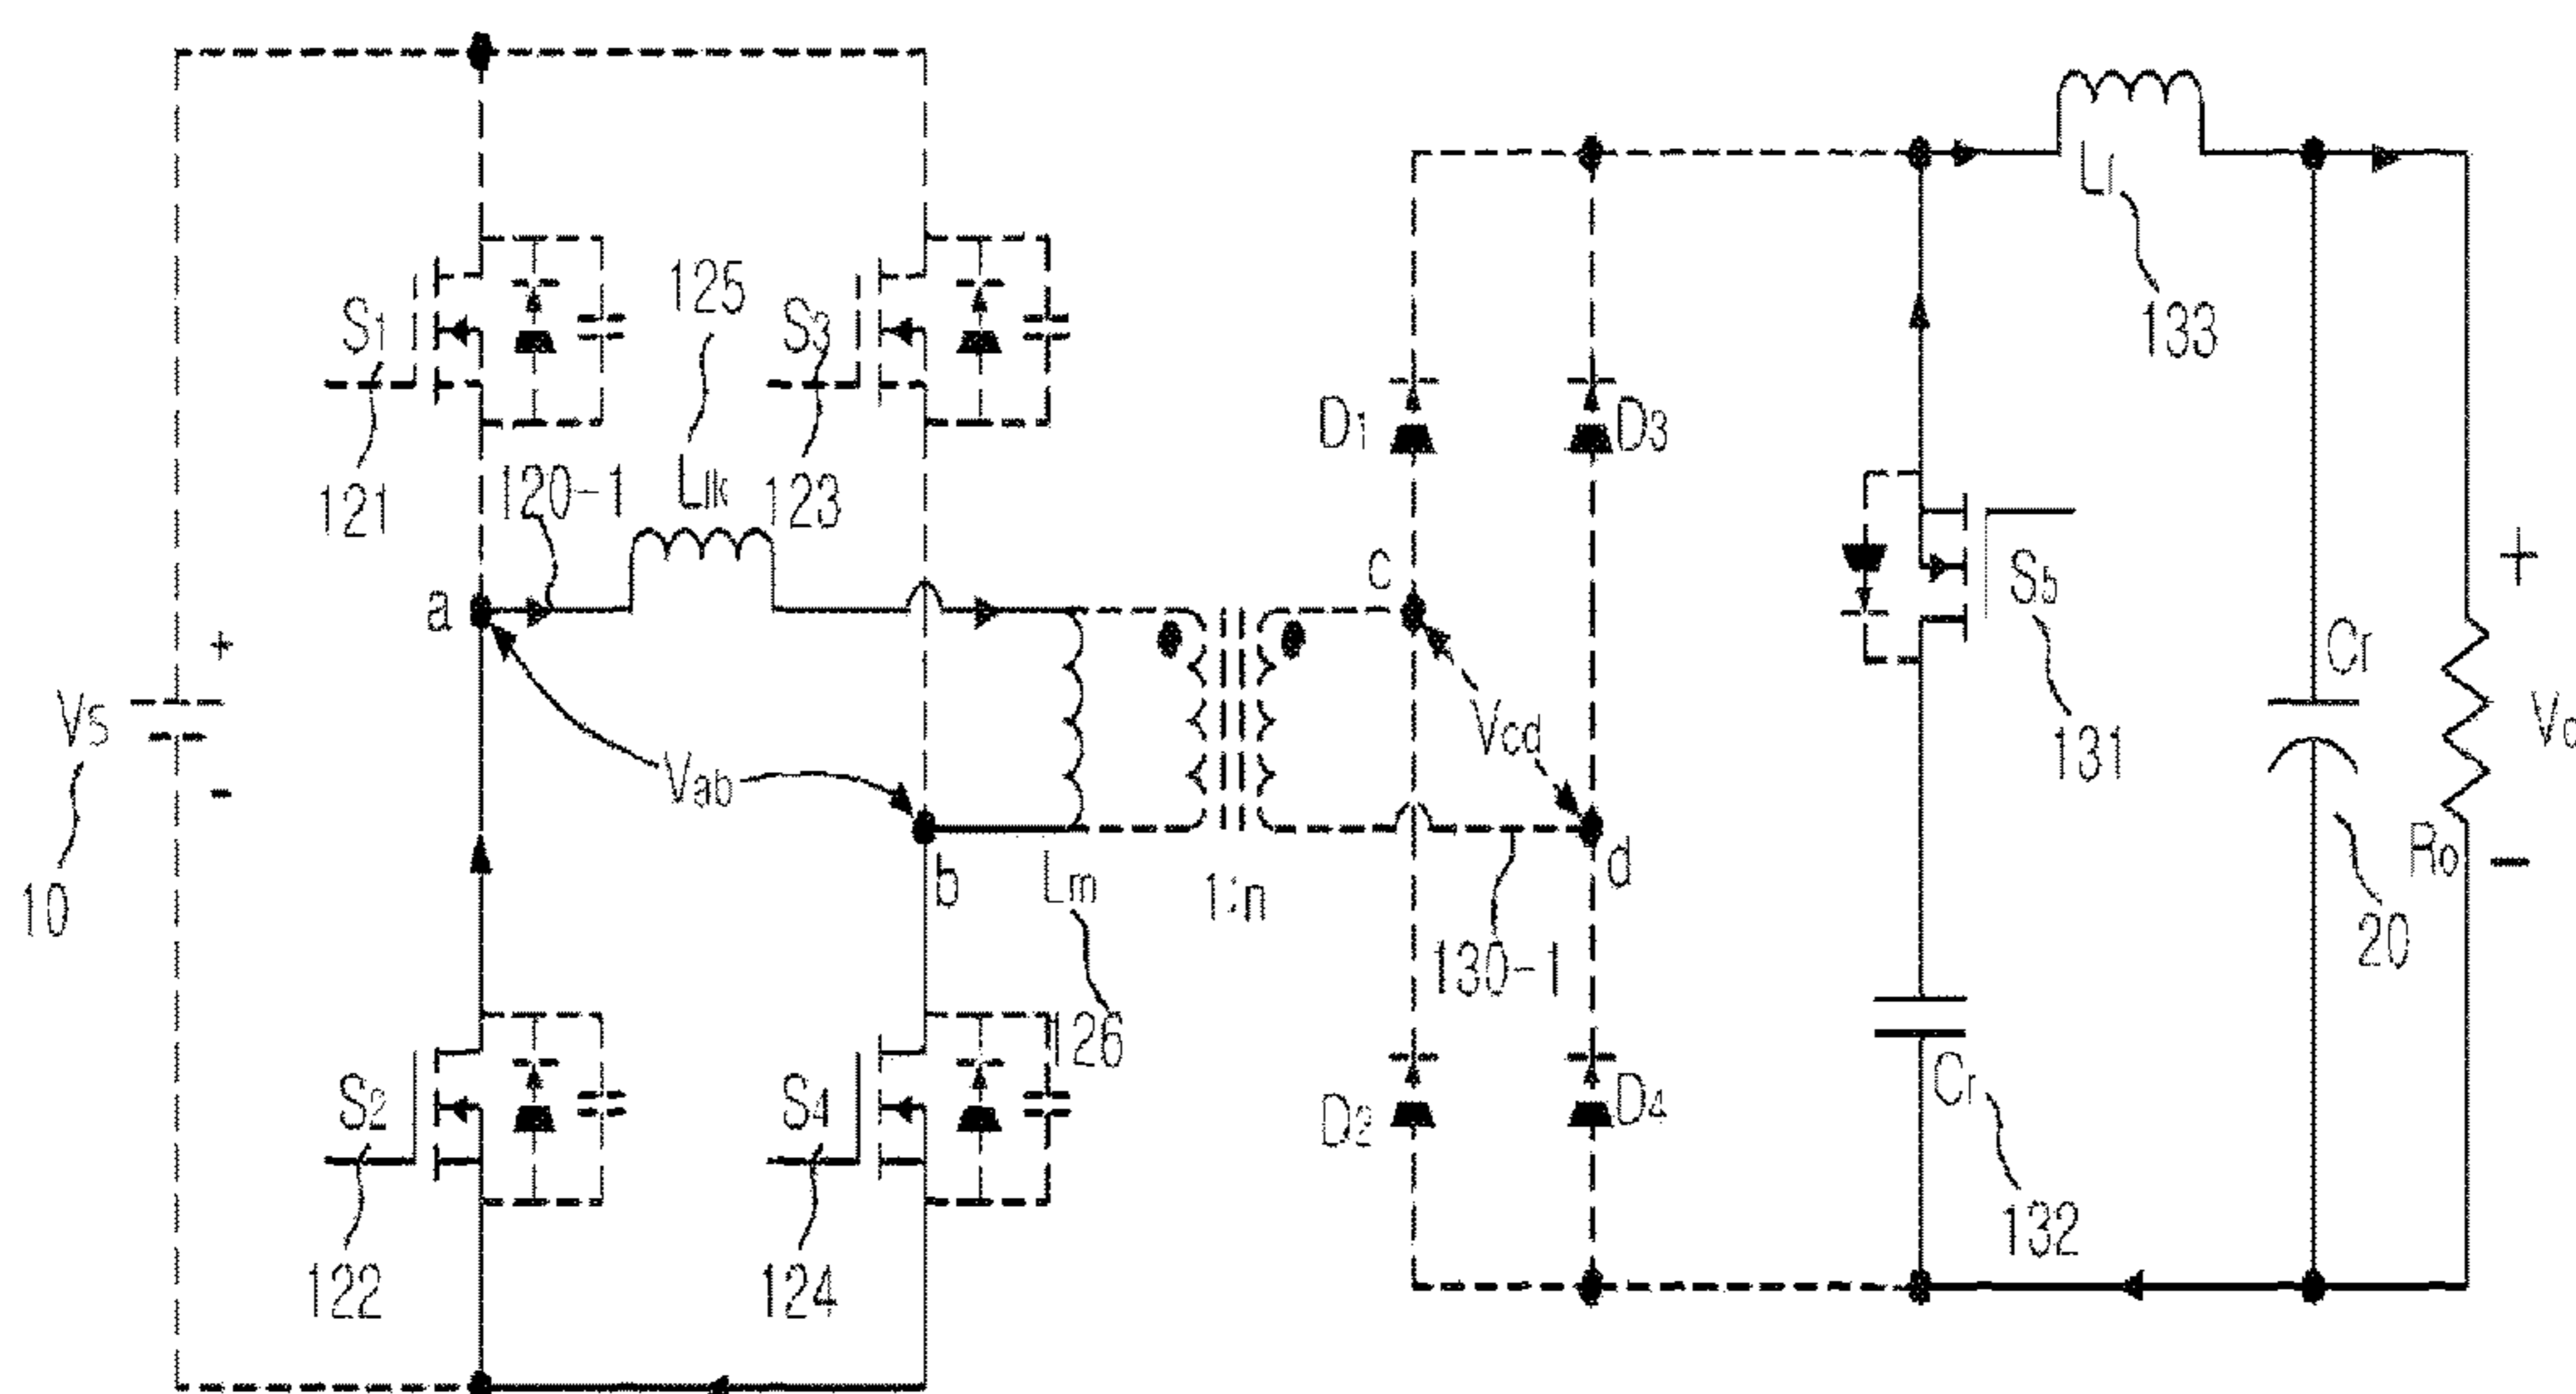 Lr
133
S1
125
S3
121
120-1
Llk
123
D1
D3
a
c
S5
131
+
Vs
10
-
Vab
b
Lm
126
1:n
Vcd
d
130-1
Cr
20
Ro
+
-
S2
122
S4
124
D2
D4
Cr
132